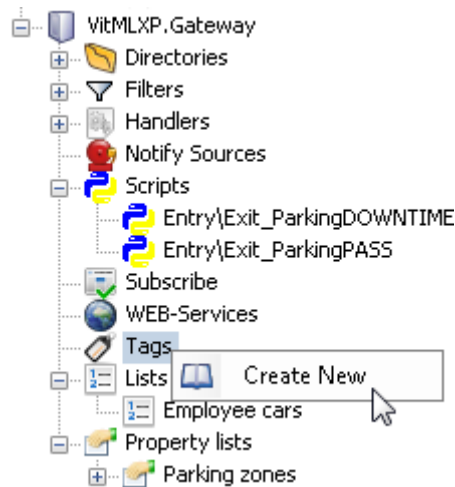 VitMLXP.Gateway
Directories
Filters
Handlers
Notify Sources
Scripts
Entry\Exit_ParkingDOWNTIME
Entry\Exit_ParkingPASS
Subscribe
WEB-Services
Tags
Create New
Lists
Employee cars
Property lists
Parking zones